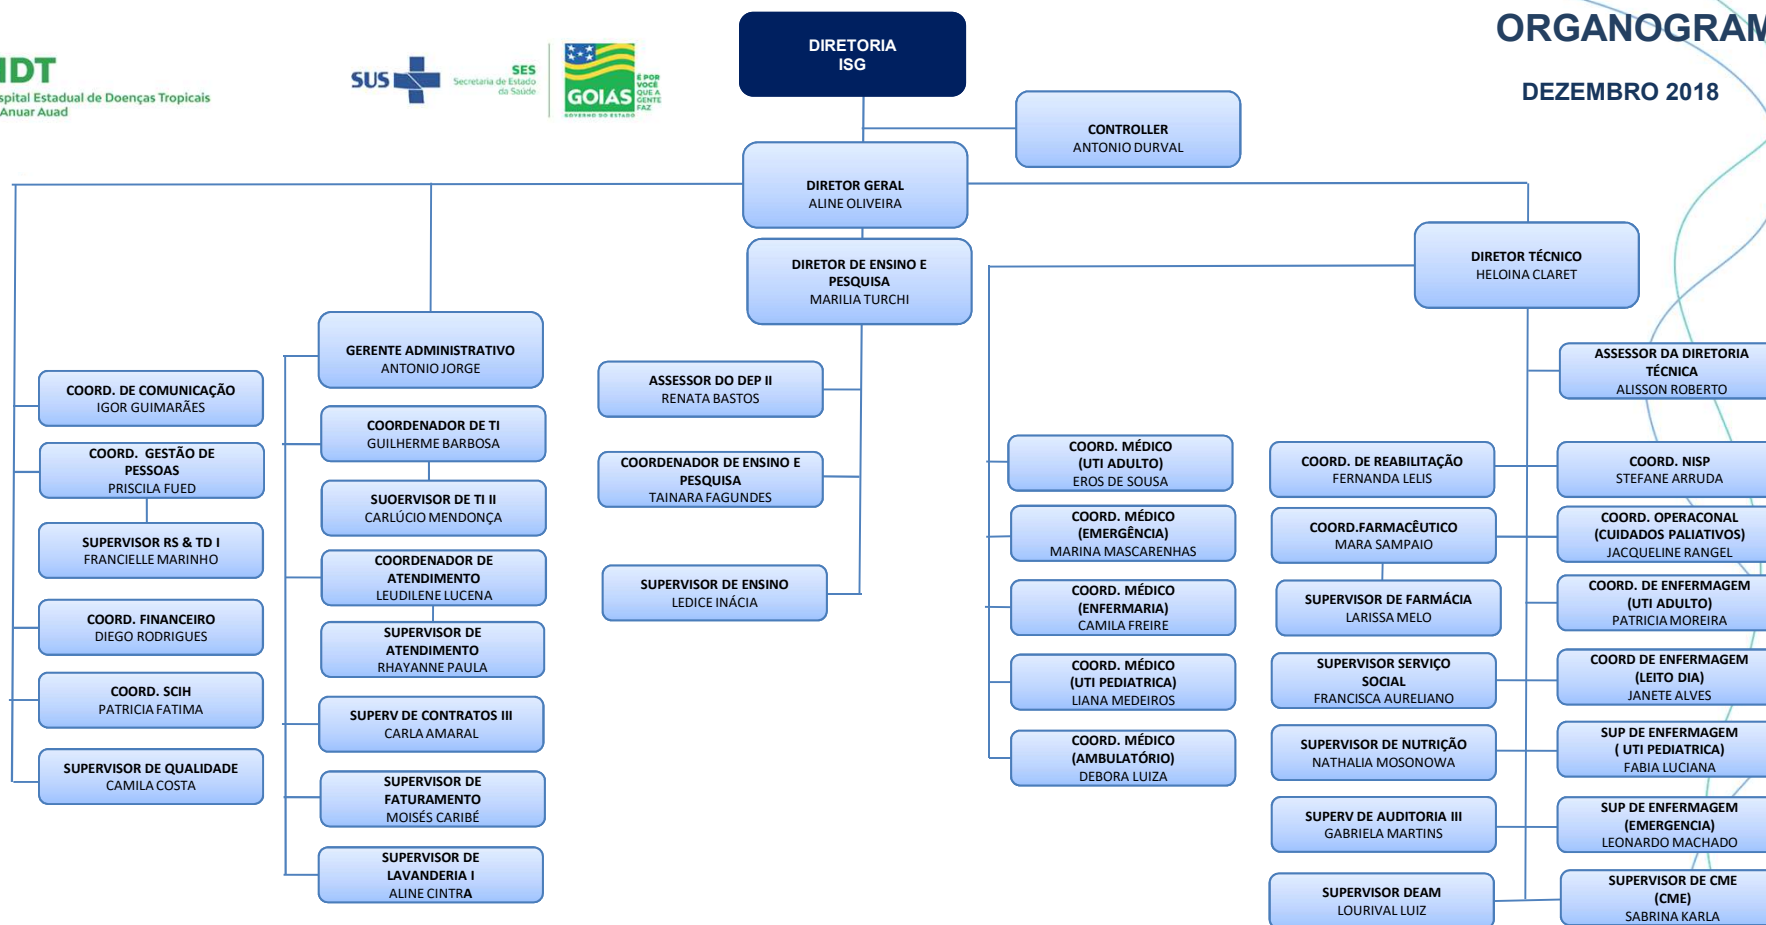 IDT
spital Estadual de Doenças Tropicais
Anuar Auad
SUS
SES
Secretaria de Estado
da Saúde
GOIÁS
GOVERNO DO ESTADO
É POR
VOCÊ
QUE A
GENTE
FAZ
ORGANOGRAM
DEZEMBRO 2018
DIRETORIA
ISG
CONTROLLER
ANTONIO DURVAL
DIRETOR GERAL
ALINE OLIVEIRA
DIRETOR DE ENSINO E
PESQUISA
MARILIA TURCHI
DIRETOR TÉCNICO
HELOINA CLARET
COORD. DE COMUNICAÇÃO
IGOR GUIMARÃES
COORD. GESTÃO DE
PESSOAS
PRISCILA FUED
SUPERVISOR RS & TD I
FRANCIELLE MARINHO
COORD. FINANCEIRO
DIEGO RODRIGUES
COORD. SCIH
PATRICIA FATIMA
SUPERVISOR DE QUALIDADE
CAMILA COSTA
GERENTE ADMINISTRATIVO
ANTONIO JORGE
COORDENADOR DE TI
GUILHERME BARBOSA
SUOERVISOR DE TI II
CARLÚCIO MENDONÇA
COORDENADOR DE
ATENDIMENTO
LEUDILENE LUCENA
SUPERVISOR DE
ATENDIMENTO
RHAYANNE PAULA
SUPERV DE CONTRATOS III
CARLA AMARAL
SUPERVISOR DE
FATURAMENTO
MOISÉS CARIBÉ
SUPERVISOR DE
LAVANDERIA I
ALINE CINTRA
ASSESSOR DO DEP II
RENATA BASTOS
COORDENADOR DE ENSINO E
PESQUISA
TAINARA FAGUNDES
SUPERVISOR DE ENSINO
LEDICE INÁCIA
COORD. MÉDICO
(UTI ADULTO)
EROS DE SOUSA
COORD. MÉDICO
(EMERGÊNCIA)
MARINA MASCARENHAS
COORD. MÉDICO
(ENFERMARIA)
CAMILA FREIRE
COORD. MÉDICO
(UTI PEDIATRICA)
LIANA MEDEIROS
COORD. MÉDICO
(AMBULATÓRIO)
DEBORA LUIZA
COORD. DE REABILITAÇÃO
FERNANDA LELIS
COORD.FARMACÊUTICO
MARA SAMPAIO
SUPERVISOR DE FARMÁCIA
LARISSA MELO
SUPERVISOR SERVIÇO
SOCIAL
FRANCISCA AURELIANO
SUPERVISOR DE NUTRIÇÃO
NATHALIA MOSONOWA
SUPERV DE AUDITORIA III
GABRIELA MARTINS
SUPERVISOR DEAM
LOURIVAL LUIZ
ASSESSOR DA DIRETORIA
TÉCNICA
ALISSON ROBERTO
COORD. NISP
STEFANE ARRUDA
COORD. OPERACONAL
(CUIDADOS PALIATIVOS)
JACQUELINE RANGEL
COORD. DE ENFERMAGEM
(UTI ADULTO)
PATRICIA MOREIRA
COORD DE ENFERMAGEM
(LEITO DIA)
JANETE ALVES
SUP DE ENFERMAGEM
( UTI PEDIATRICA)
FABIA LUCIANA
SUP DE ENFERMAGEM
(EMERGENCIA)
LEONARDO MACHADO
SUPERVISOR DE CME
(CME)
SABRINA KARLA